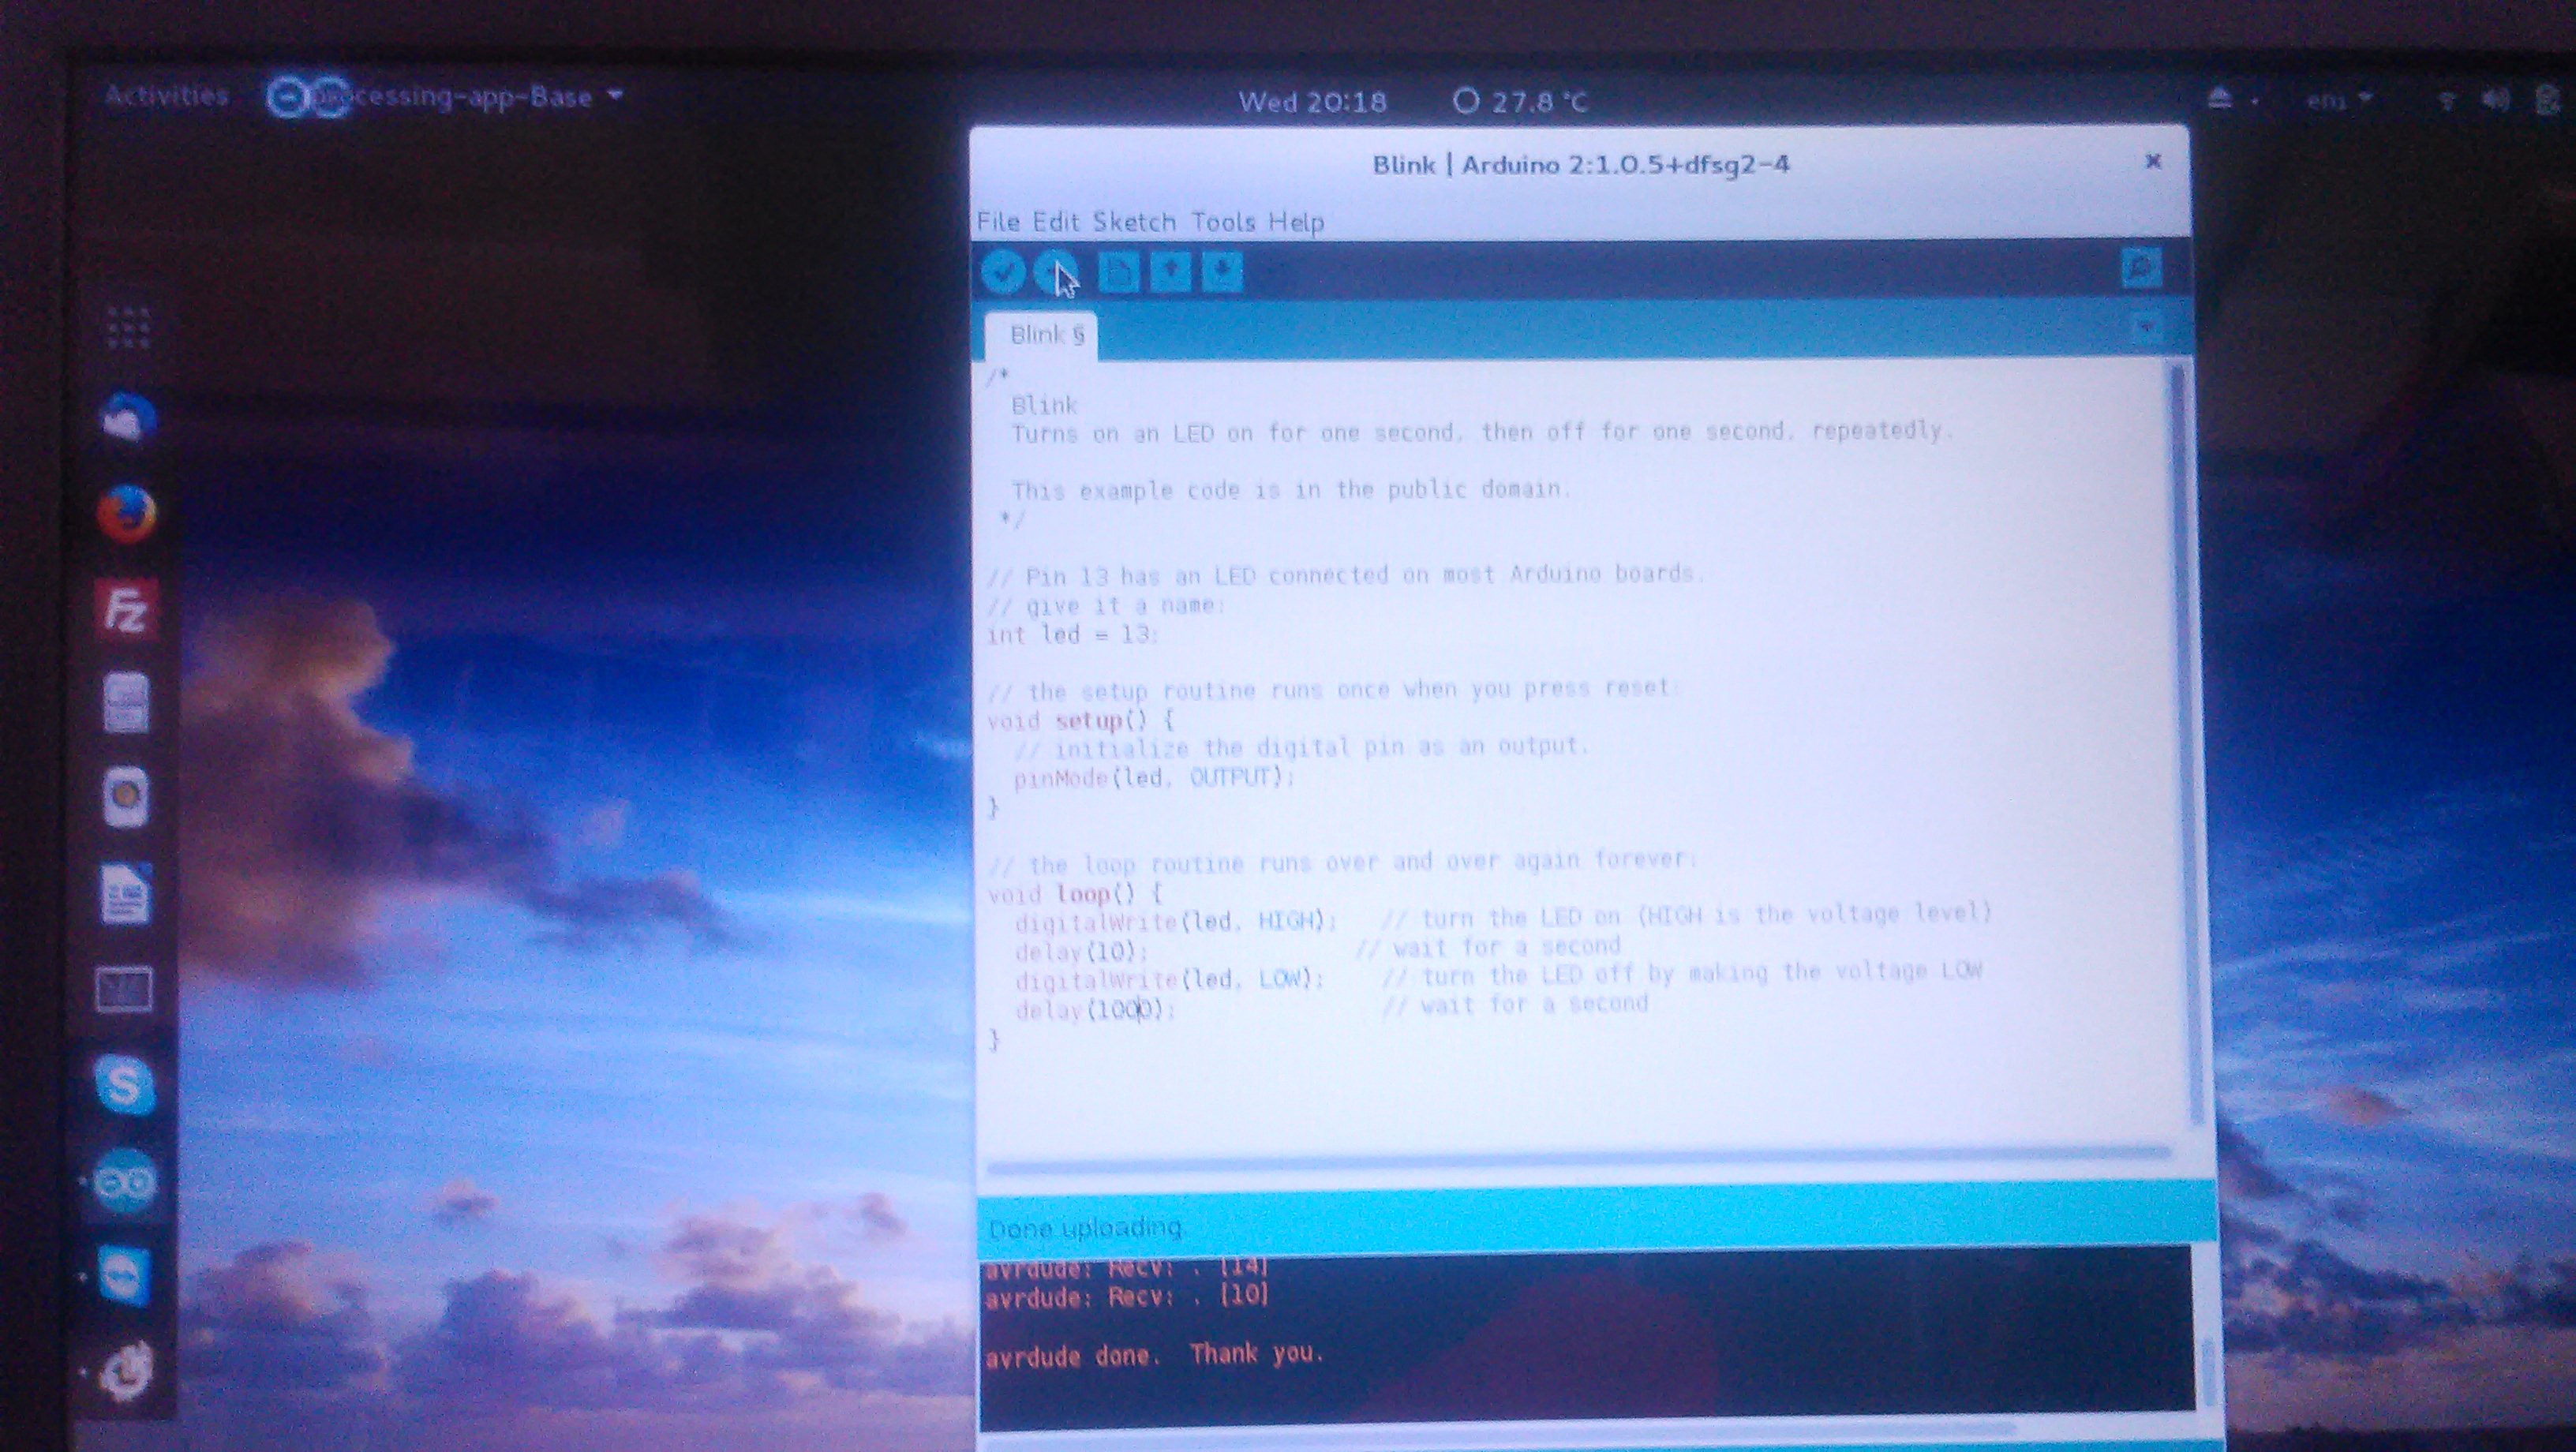 Activities
cessing-app-Base
Wed 20:18
27.8 °C
en1
Blink | Arduino 2:1.0.5+dfsg2-4
File Edit Sketch Tools Help
Blink §
/*
Blink
Turns on an LED on for one second, then off for one second, repeatedly.
This example code is in the public domain.
*/
// Pin 13 has an LED connected on most Arduino boards.
// give it a name:
int led = 13;
// the setup routine runs once when you press reset:
void setup() {
// initialize the digital pin as an output.
pinMode(led, OUTPUT);
}
// the loop routine runs over and over again forever:
void loop() {
digitalWrite(led, HIGH); // turn the LED on (HIGH is the voltage level)
delay(10); // wait for a second
digitalWrite(led, LOW); // turn the LED off by making the voltage LOW
delay(1000); // wait for a second
}
Done uploading.
avrdude: Recv: . [14]
avrdude: Recv: . [10]
avrdude done. Thank you.
Fz
S